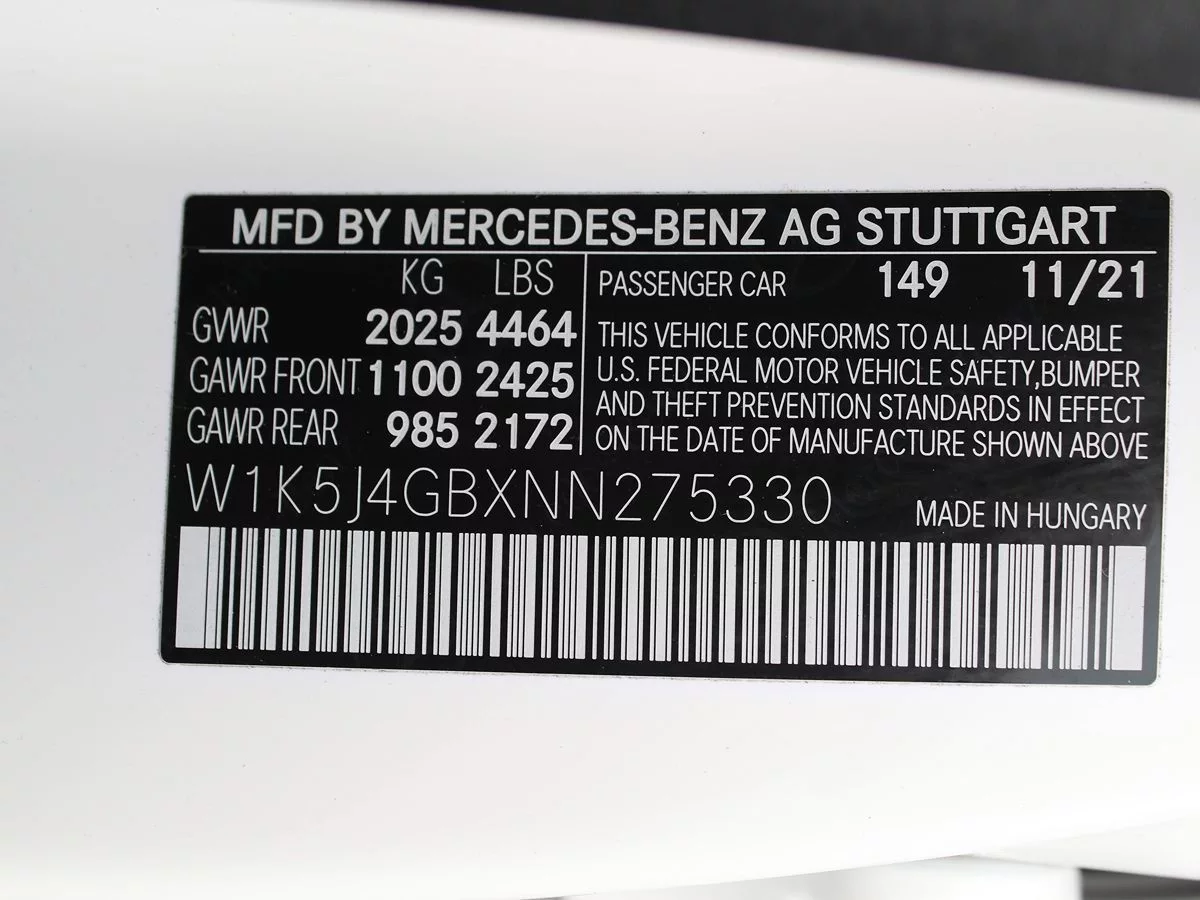 MFD BY MERCEDES-BENZ AG STUTTGART
KG LBS
GVWR 2025 4464
GAWR FRONT 1100 2425
GAWR REAR 985 2172
PASSENGER CAR 149 11/21
THIS VEHICLE CONFORMS TO ALL APPLICABLE
U.S. FEDERAL MOTOR VEHICLE SAFETY,BUMPER
AND THEFT PREVENTION STANDARDS IN EFFECT
ON THE DATE OF MANUFACTURE SHOWN ABOVE
W1K5J4GBXNN275330
MADE IN HUNGARY